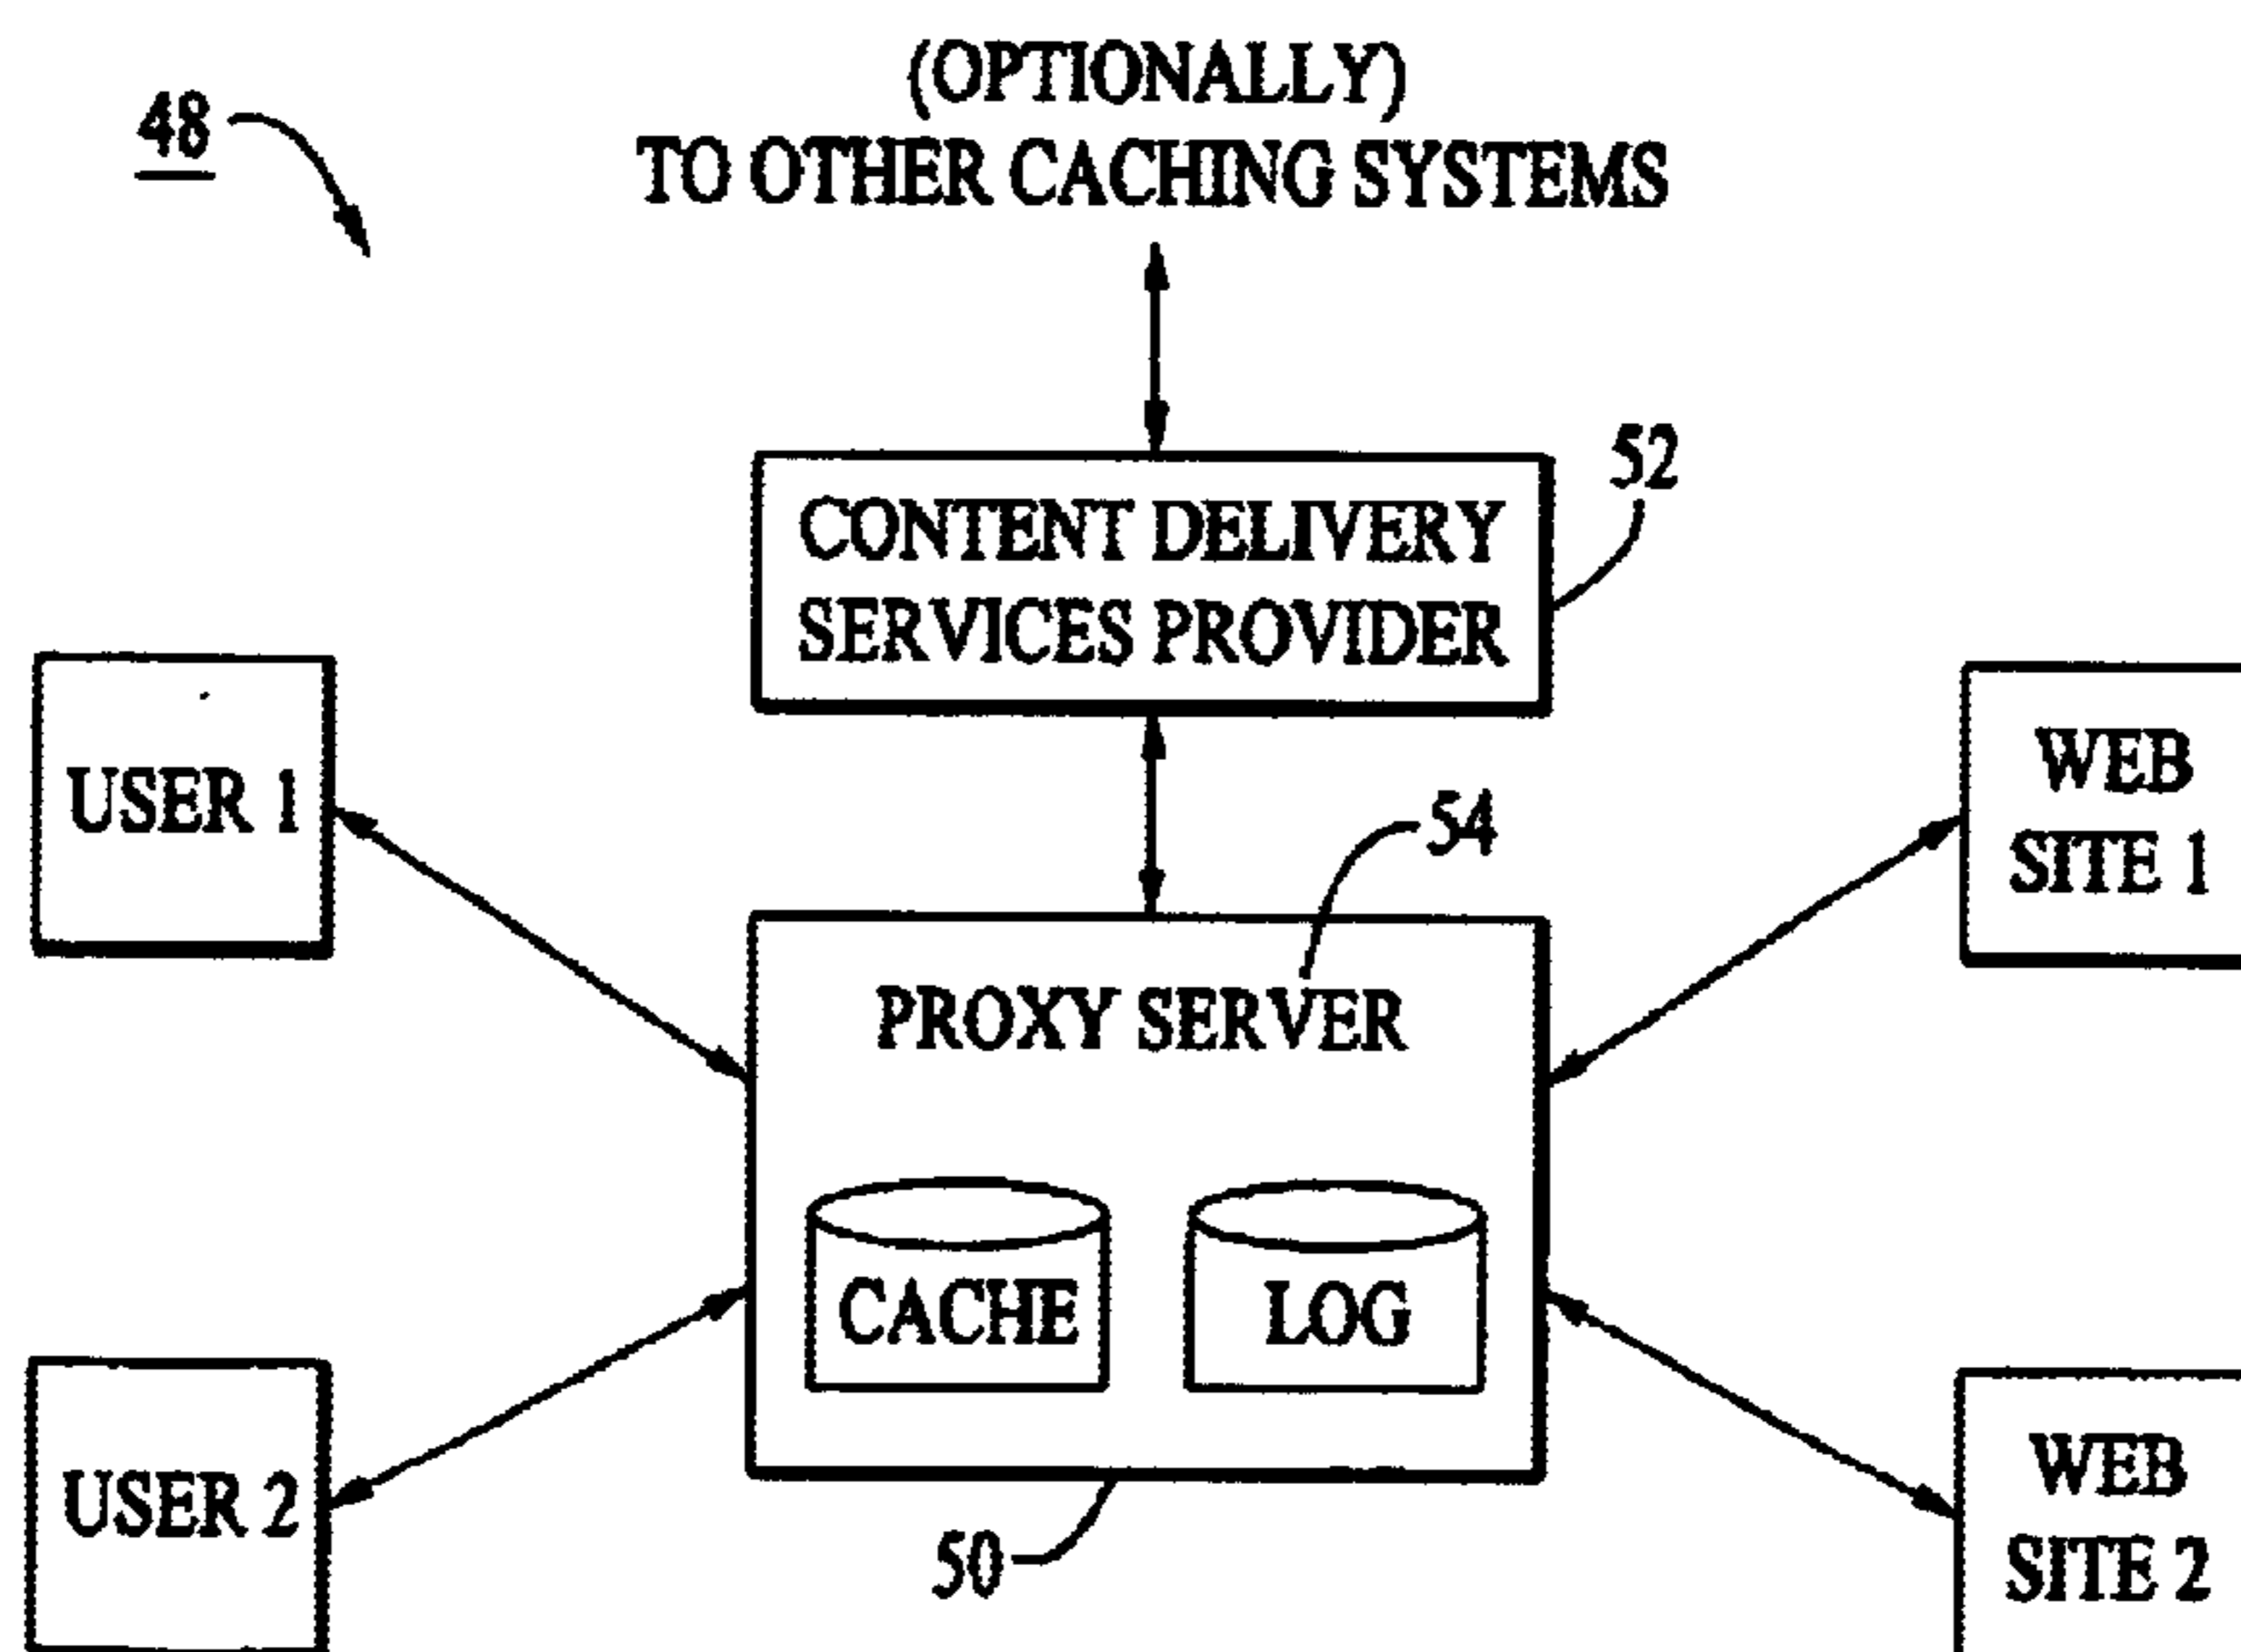 48
(OPTIONALLY)
TO OTHER CACHING SYSTEMS
52
CONTENT DELIVERY
SERVICES PROVIDER
USER 1
WEB
SITE 1
54
PROXY SERVER
CACHE
LOG
USER 2
WEB
SITE 2
50